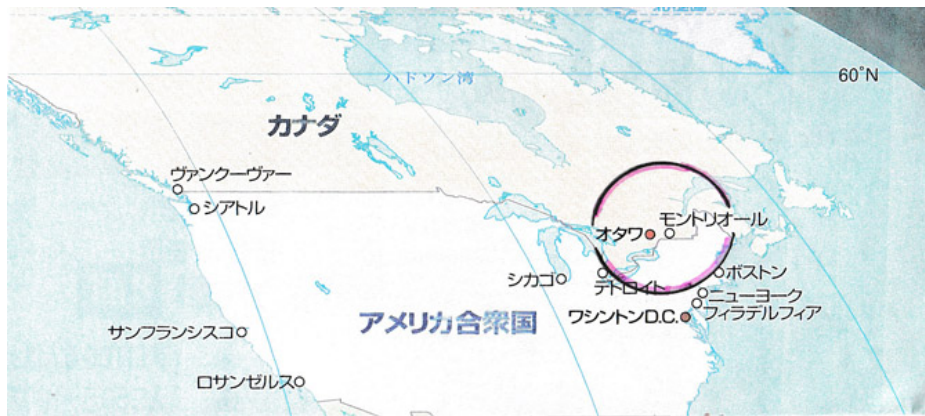 60°N
ハドソン湾
カナダ
ヴァンクーヴァー
シアトル
オタワ
モントリオール
シカゴ
デトロイト
ボストン
ニューヨーク
フィラデルフィア
ワシントンD.C.
アメリカ合衆国
サンフランシスコ
ロサンゼルス